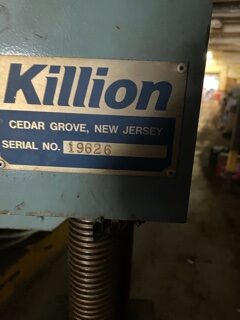 Killion
CEDAR GROVE, NEW JERSEY
SERIAL NO. 19626